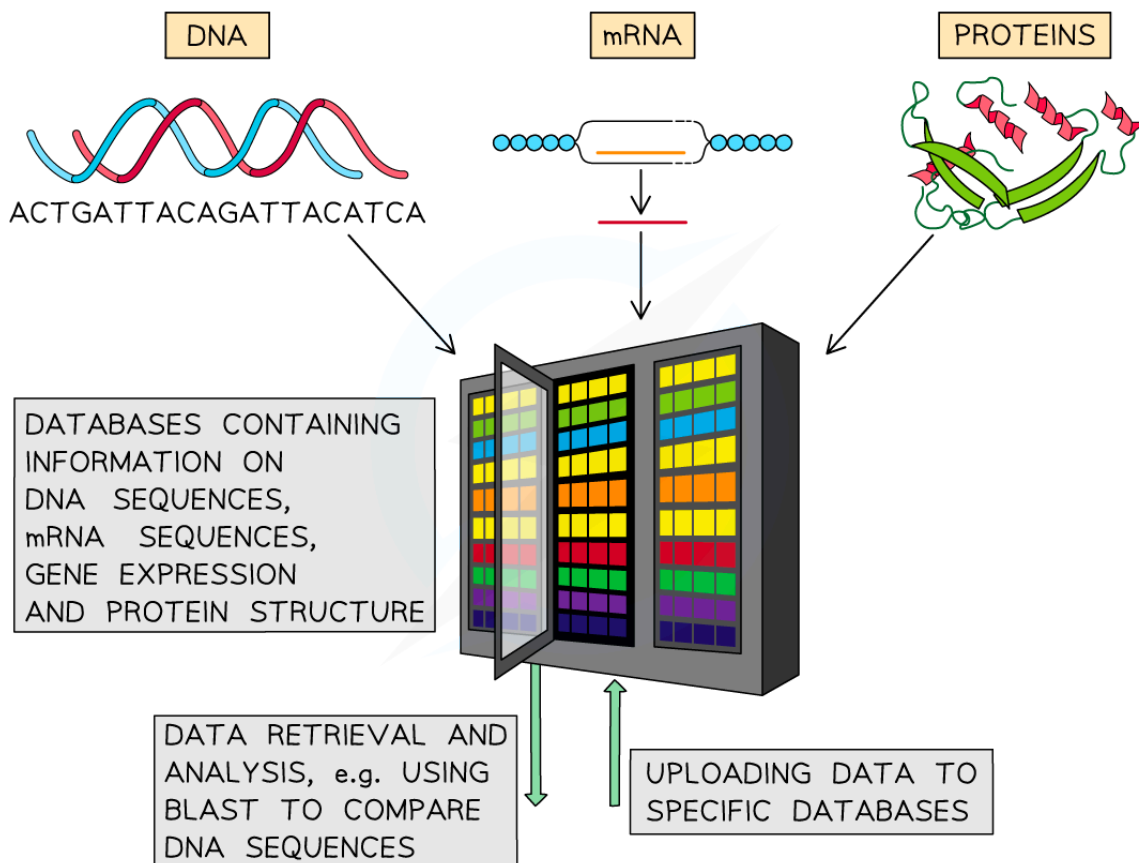 DNA
mRNA
PROTEINS
ACTGATTACAGATTACATCA
DATABASES CONTAINING
INFORMATION ON
DNA SEQUENCES,
mRNA SEQUENCES,
GENE EXPRESSION
AND PROTEIN STRUCTURE
DATA RETRIEVAL AND
ANALYSIS, e.g. USING
BLAST TO COMPARE
DNA SEQUENCES
UPLOADING DATA TO
SPECIFIC DATABASES